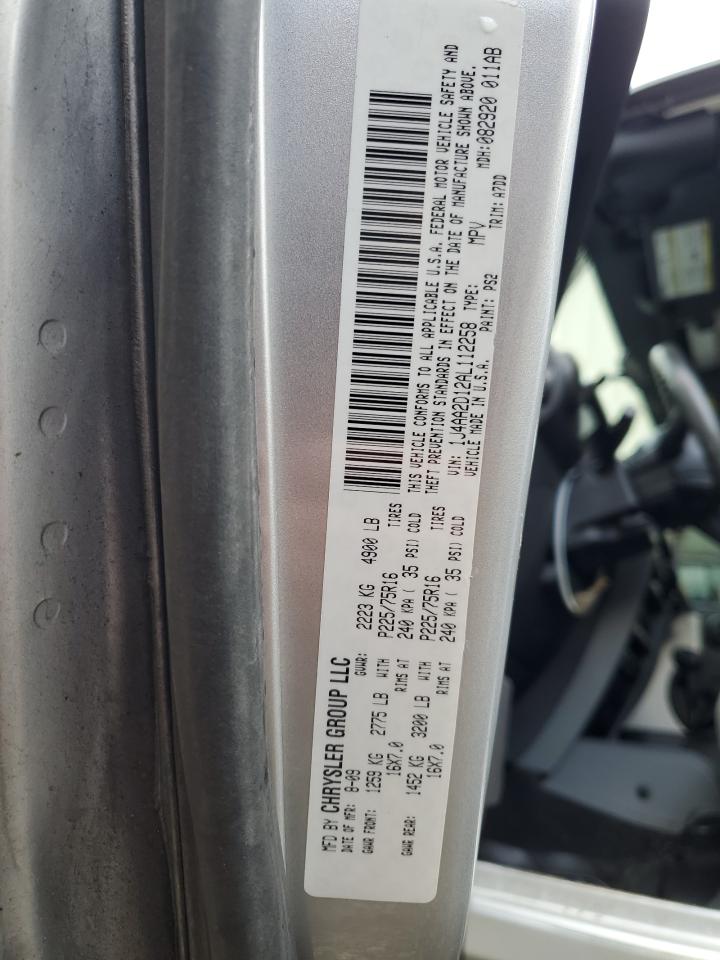 MFD BY CHRYSLER GROUP LLC
DATE OF MFR: 8-09 GVWR: 2223 KG 4900 LB
GAWR FRONT: 1259 KG 2775 LB WITH P225/75R16 TIRES
16X7.0 RIMS AT 240 KPA ( 35 PSI) COLD
GAWR REAR: 1452 KG 3200 LB WITH P225/75R16 TIRES
16X7.0 RIMS AT 240 KPA ( 35 PSI) COLD
THIS VEHICLE CONFORMS TO ALL APPLICABLE U.S.A. FEDERAL MOTOR VEHICLE SAFETY AND
THEFT PREVENTION STANDARDS IN EFFECT ON THE DATE OF MANUFACTURE SHOWN ABOVE.
VIN: 1J4AA2D12AL112258 TYPE: MPV MDH:082920 011AB
VEHICLE MADE IN U.S.A. PAINT: PS2 TRIM: A7DD